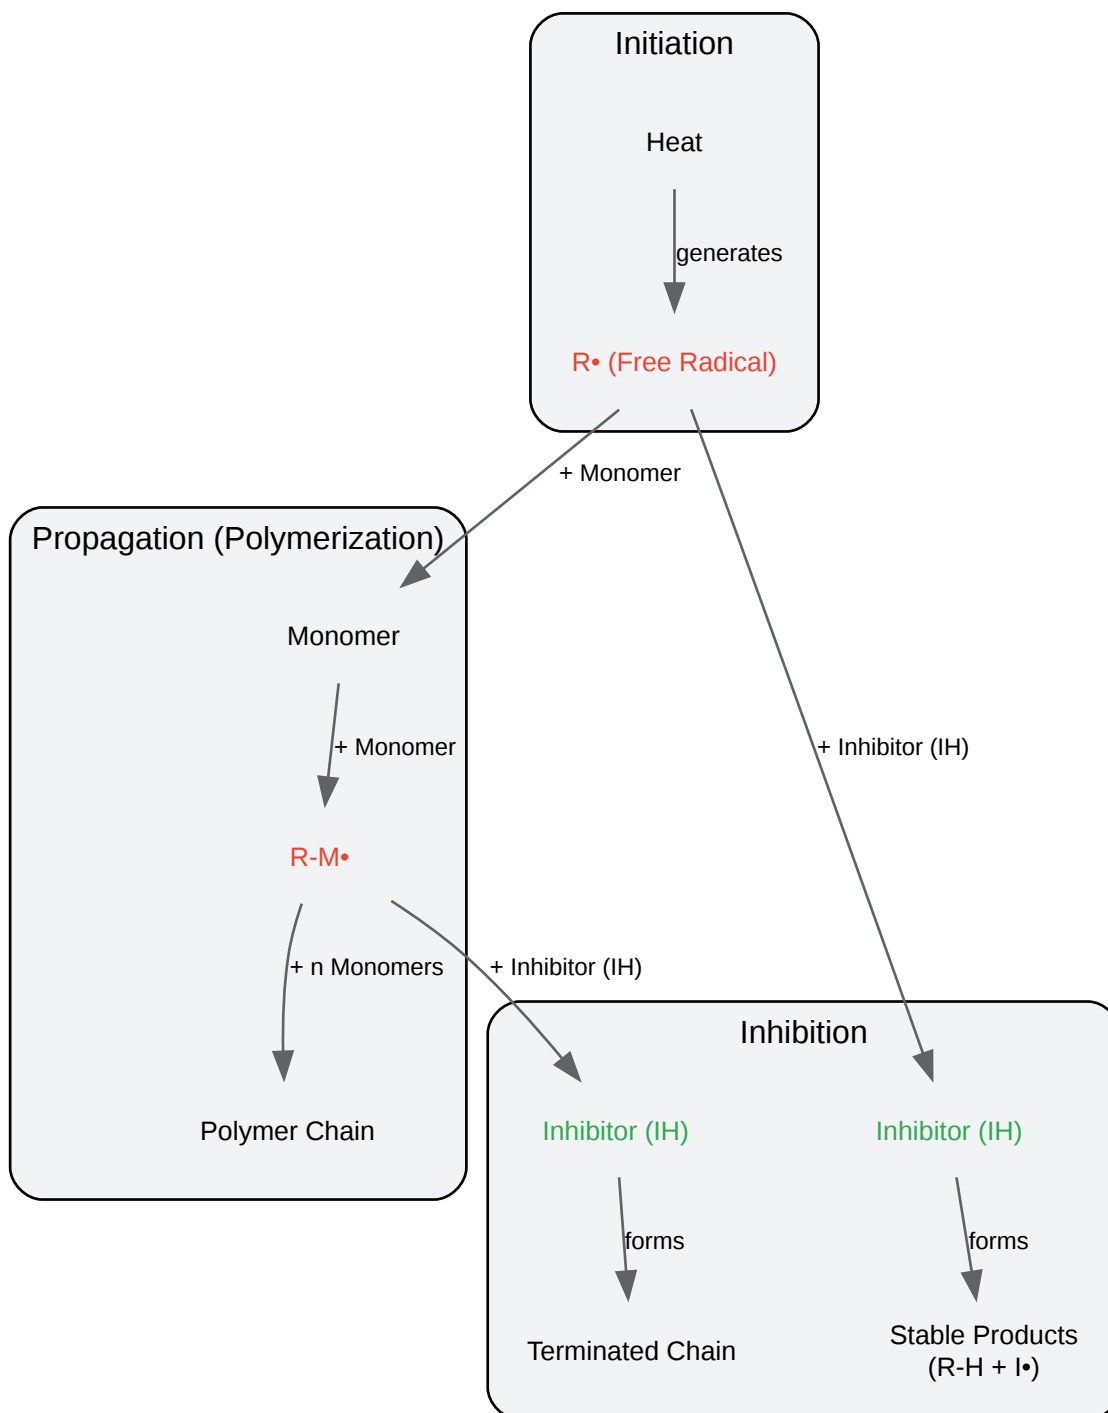 Initiation
Heat
generates
R• (Free Radical)
+ Monomer
Propagation (Polymerization)
Monomer
+ Monomer
+ Inhibitor (IH)
R-M•
+ n Monomers
+ Inhibitor (IH)
Inhibition
Polymer Chain
Inhibitor (IH)
Inhibitor (IH)
forms
forms
Terminated Chain
Stable Products
(R-H + I•)